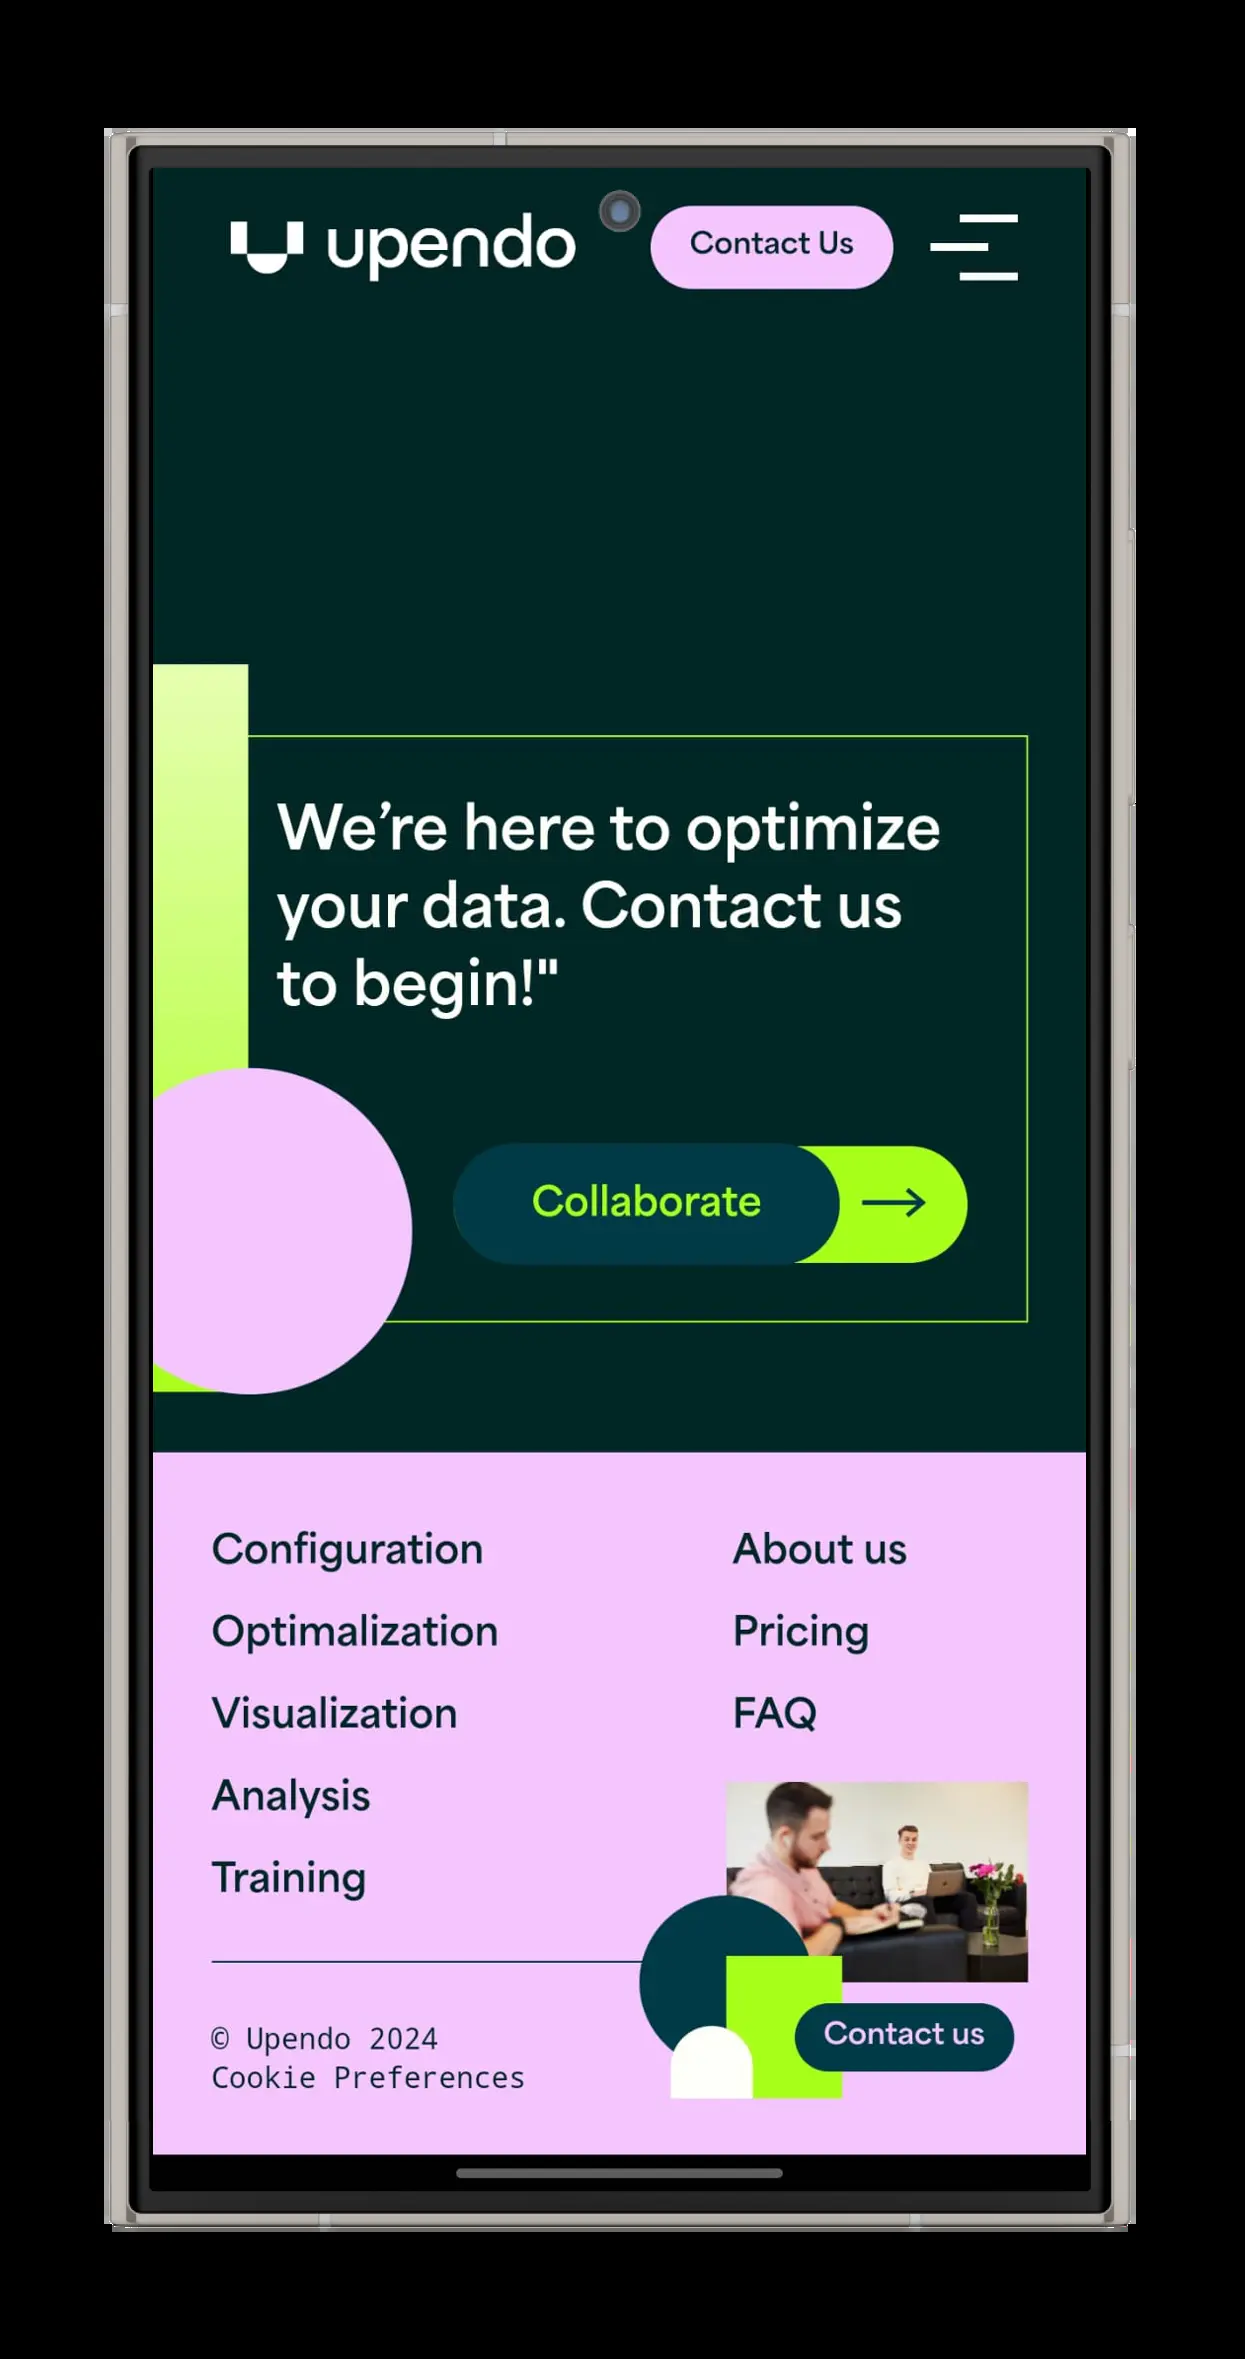 upendo
Contact Us
We’re here to optimize
your data. Contact us
to begin!"
Collaborate
Configuration
Optimalization
Visualization
Analysis
Training
About us
Pricing
FAQ
© Upendo 2024
Cookie Preferences
Contact us